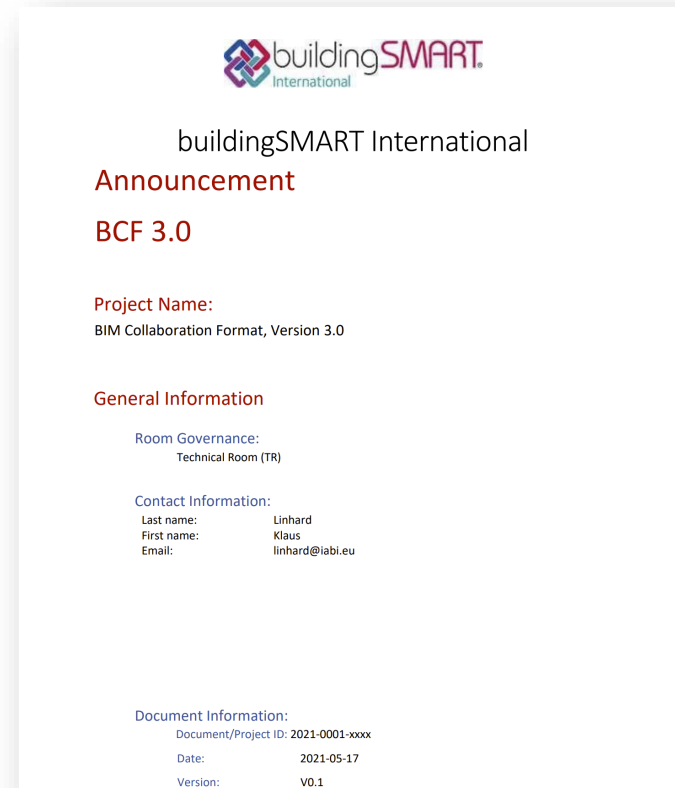 buildingSMART®
International
buildingSMART International
Announcement
BCF 3.0
Project Name:
BIM Collaboration Format, Version 3.0
General Information
Room Governance:
Technical Room (TR)
Contact Information:
Last name: Linhard
First name: Klaus
Email: linhard@iabi.eu
Document Information:
Document/Project ID: 2021-0001-xxxx
Date: 2021-05-17
Version: V0.1